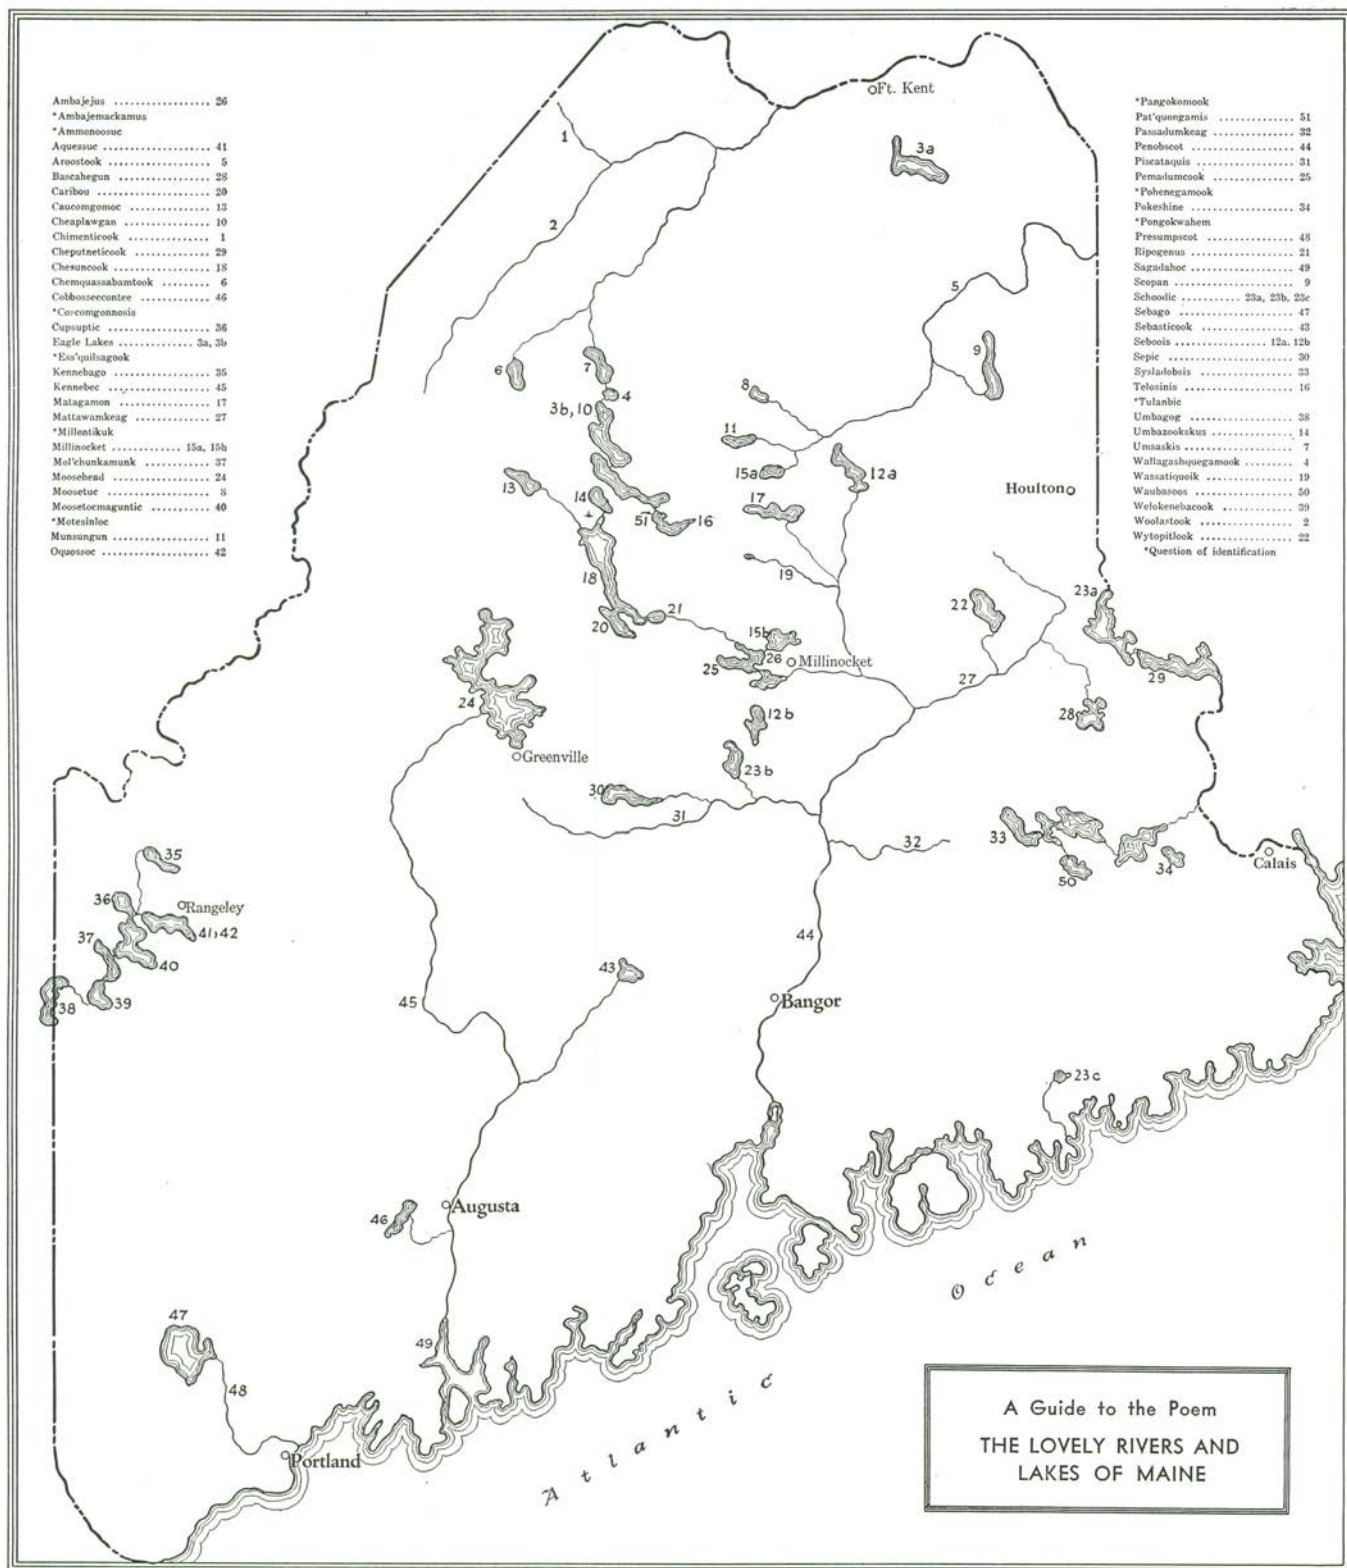 Ambajejus ................. 26
*Ambajemackamus
*Ammonoosuc
Aquessuc ................. 41
Aroostook ................. 5
Bascahegun ................. 28
Caribou ................. 20
Caucomgomoc ................. 13
Cheaplawgan ................. 10
Chimenticook ................. 1
Cheputneticook ................. 29
Chesuncook ................. 18
Chemquassabamtook ........ 6
Cobbosseecontee ................. 46
Cupsuptic ................. 36
Eagle Lakes ................. 3a, 3b
*Ess'quilsagook
Kennebago ................. 35
Kennebec ................. 45
Matagamon ................. 17
Mattawamkeag ................. 27
*Millentikuk
Millinocket ............ 15a, 15b
Mol'chunkamunk ............ 37
Moosehead ................. 24
Moosetuc ................. 8
Moosetocmaguntic ............ 40
*Motesinloc
Munsungun ................. 11
Oquossoc ................. 42
*Pangokomook
Pat'quongamis ................. 51
Passadumkeag ................. 32
Penobscot ................. 44
Piscataquis ................. 31
Pemadumcook ................. 25
*Pohenegamook
Pokeshine ................. 34
*Pongokwahem
Presumpscot ................. 48
Ripogenus ................. 21
Sagadahoc ................. 49
Scopan ................. 9
Schoodic .......... 23a, 23b, 23c
Sebago ................. 47
Sebasticook ................. 43
Seboois ................. 12a, 12b
Sepic ................. 30
Sysladobsis ................. 33
Telosinis ................. 16
*Tulanbic
Umbagog ................. 38
Umbazookskus ................. 14
Umsaskis ................. 7
Wallagashquegamook ........ 4
Wassatiquoik ................. 19
Waubasoos ................. 50
Welokenebacook ............ 39
Woolastook ................. 2
Wytopitlook ................. 22
*Question of identification
Ft. Kent
1
3a
2
5
6
7
4
9
8
3b, 10
11
15a
12a
13
14
17
51
16
Houlton
18
19
20
21
22
23a
15b
26
25
Millinocket
27
29
24
12b
28
Greenville
23b
30
31
32
33
50
34
Calais
35
36
Rangeley
37
41, 42
40
38
39
44
43
45
Bangor
23c
46
Augusta
47
48
49
Portland
Atlantic Ocean
A Guide to the Poem
THE LOVELY RIVERS AND
LAKES OF MAINE